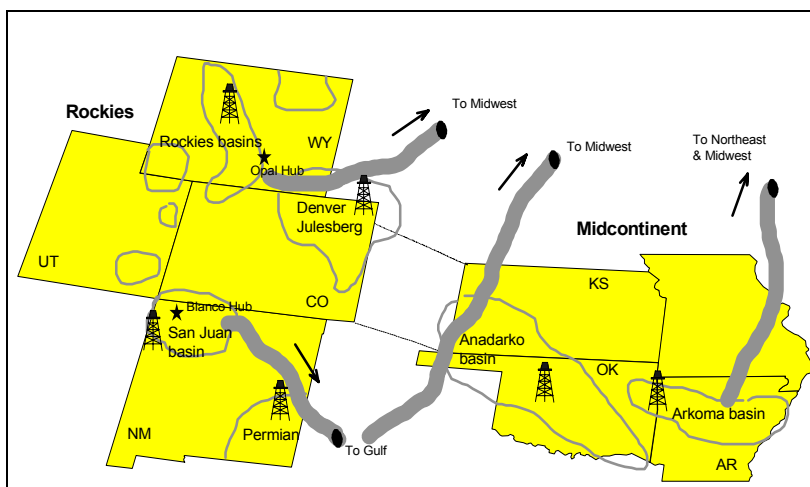 Rockies
Rockies basins
WY
Opal Hub
To Midwest
To Midwest
To Northeast
& Midwest
Denver
Julesberg
Midcontinent
UT
CO
KS
Blanco Hub
San Juan
basin
Anadarko
basin
OK
Arkoma basin
NM
Permian
To Gulf
AR